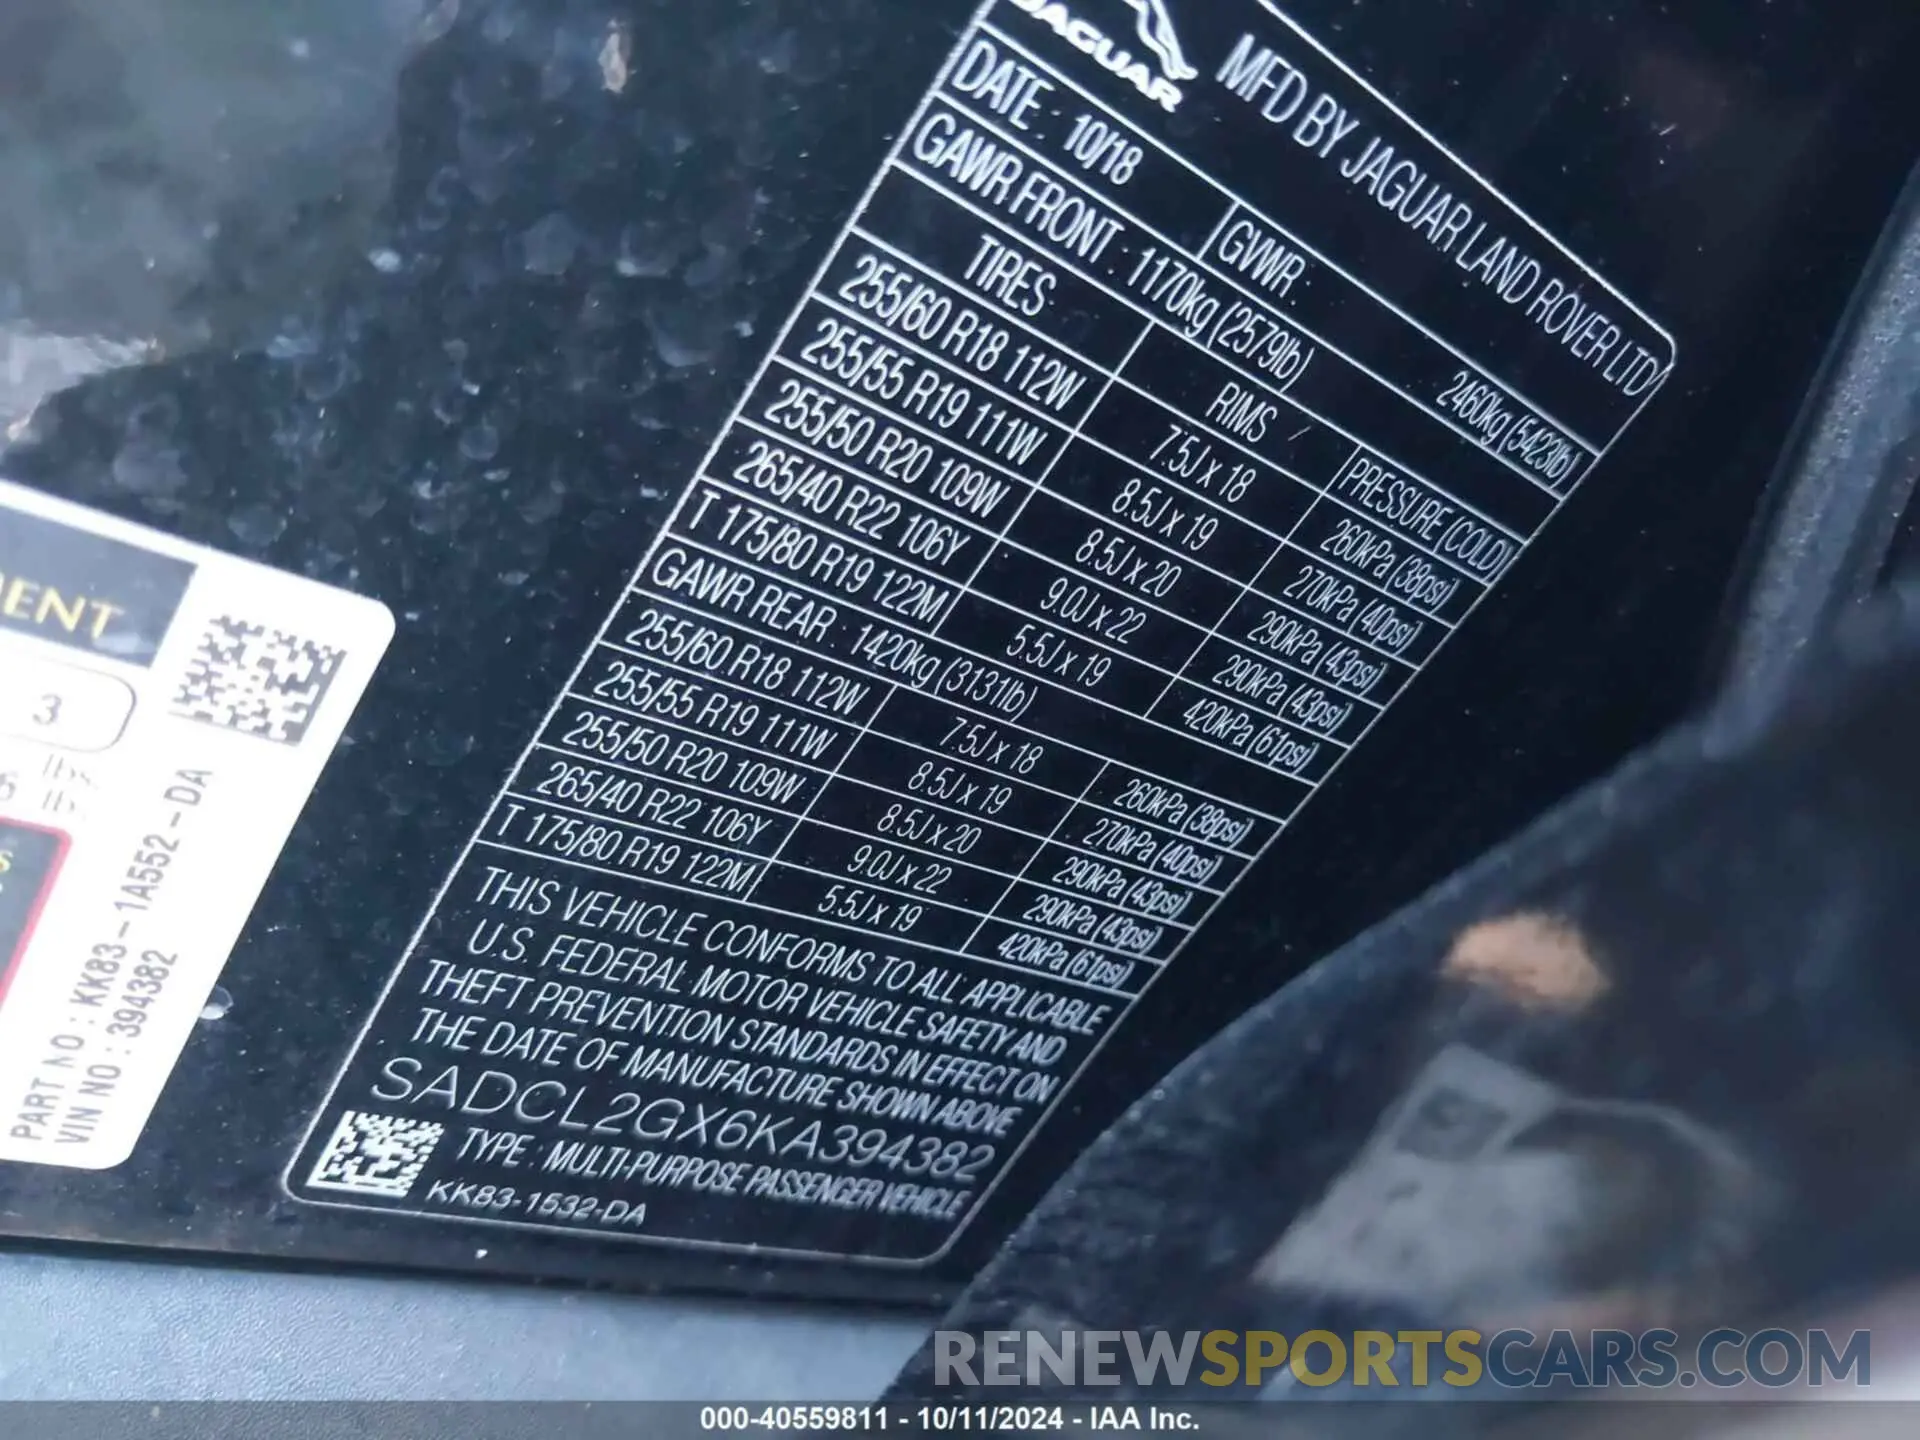 JAGUAR
MFD BY JAGUAR LAND ROVER LTD
DATE : 10/18
GVWR : 2460kg (5423lb)
GAWR FRONT : 1170kg (2579lb)
TIRES RIMS PRESSURE (COLD)
255/60 R18 112W 7.5J x 18 260kPa (38psi)
255/55 R19 111W 8.5J x 19 270kPa (40psi)
255/50 R20 109W 8.5J x 20 290kPa (43psi)
265/40 R22 106Y 9.0J x 22 290kPa (43psi)
T 175/80 R19 122M 5.5J x 19 420kPa (61psi)
GAWR REAR : 1420kg (3131lb)
255/60 R18 112W 7.5J x 18 260kPa (38psi)
255/55 R19 111W 8.5J x 19 270kPa (40psi)
255/50 R20 109W 8.5J x 20 290kPa (43psi)
265/40 R22 106Y 9.0J x 22 290kPa (43psi)
T 175/80 R19 122M 5.5J x 19 420kPa (61psi)
THIS VEHICLE CONFORMS TO ALL APPLICABLE
U.S. FEDERAL MOTOR VEHICLE SAFETY AND
THEFT PREVENTION STANDARDS IN EFFECT ON
THE DATE OF MANUFACTURE SHOWN ABOVE
SADCL2GX6KA394382
TYPE : MULTI-PURPOSE PASSENGER VEHICLE
KK83-1532-DA
3
lbs
PART NO : KK83-1A552-DA
VIN NO : 394382
RENEWSPORTSCARS.COM
000-40559811 - 10/11/2024 - IAA Inc.